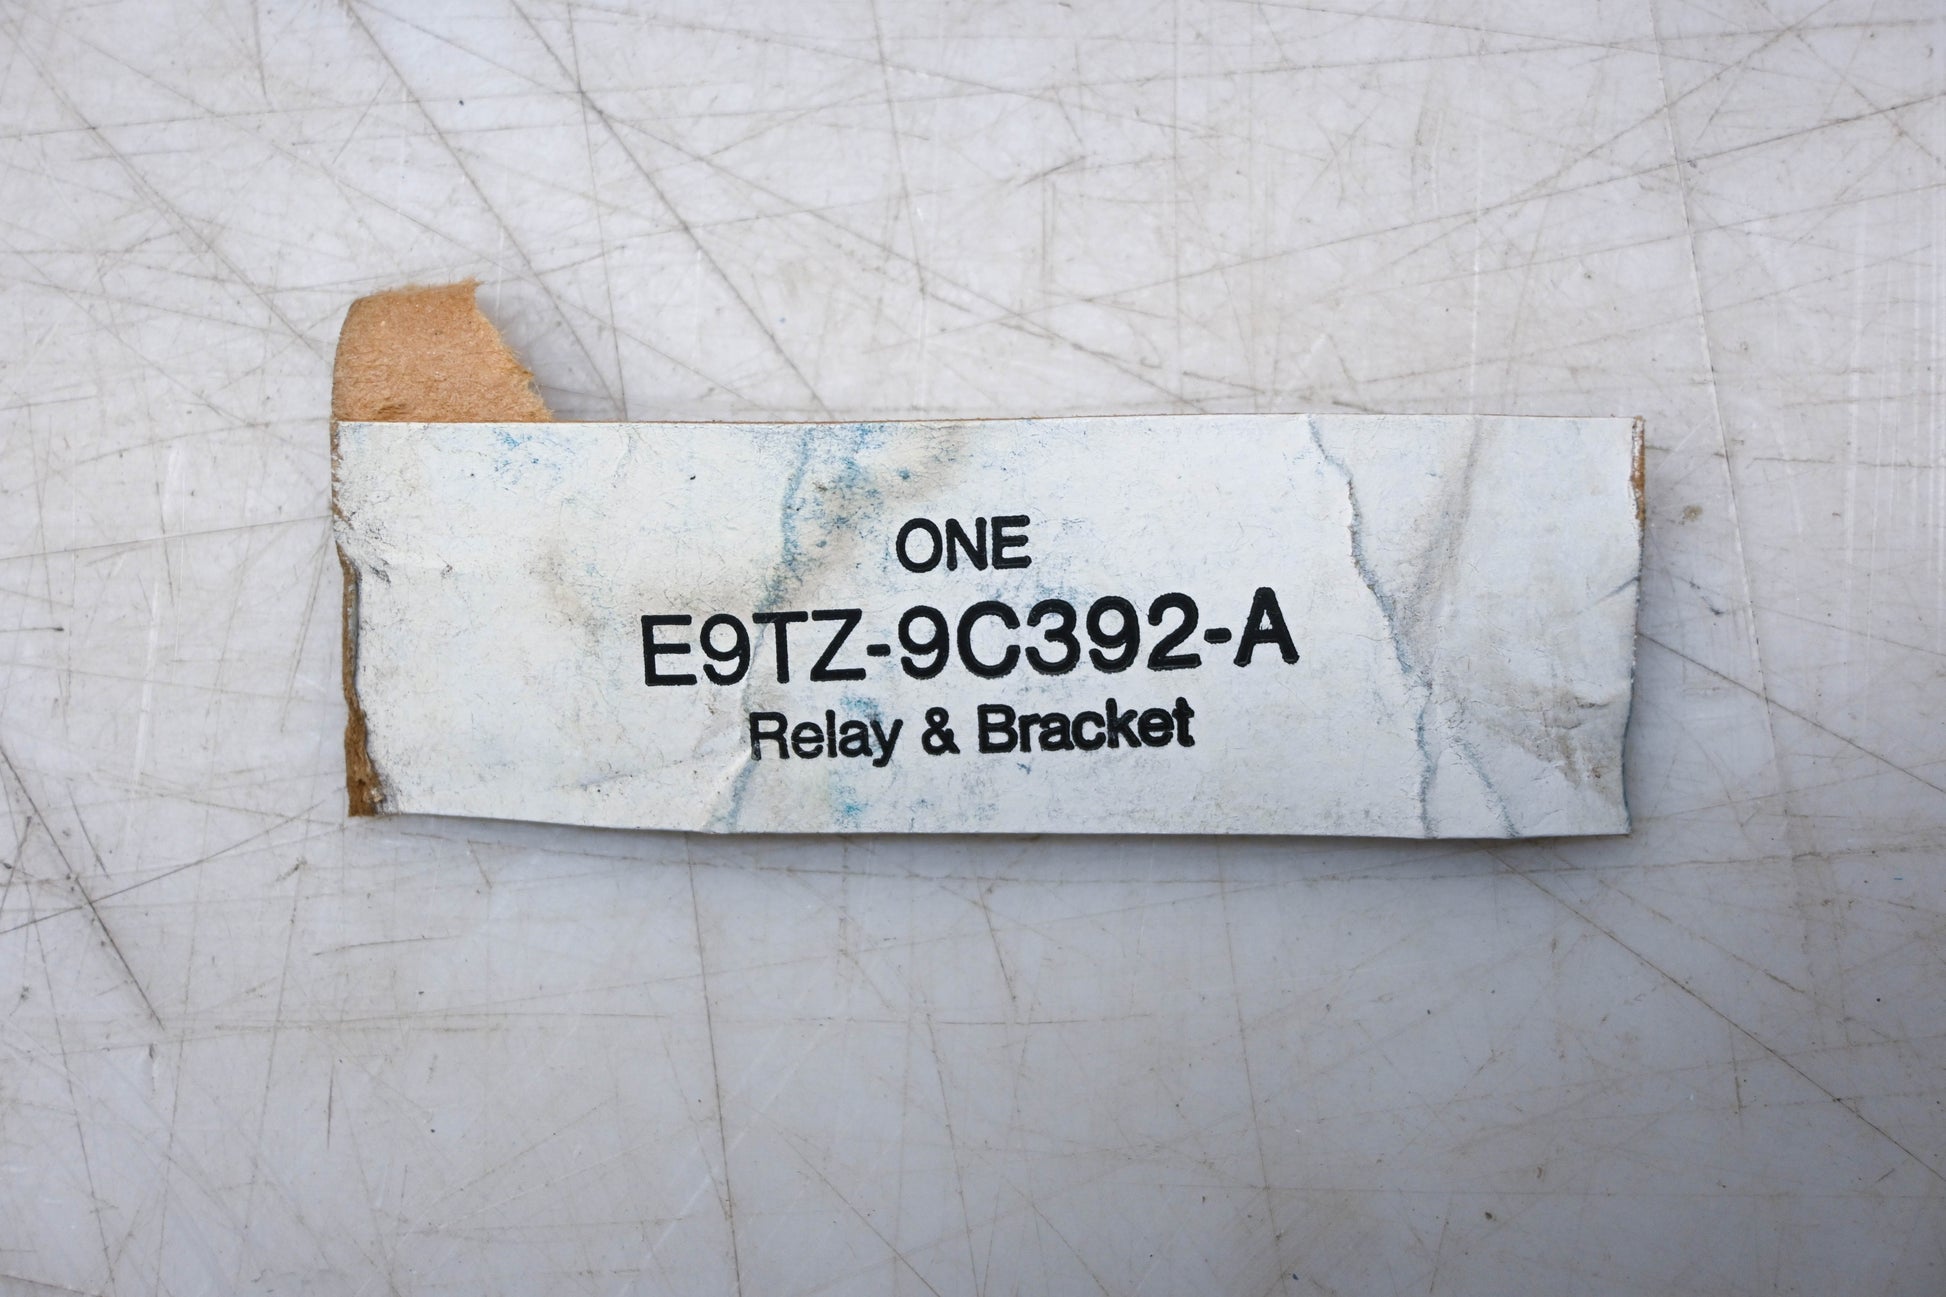 ONE
E9TZ-9C392-A
Relay & Bracket